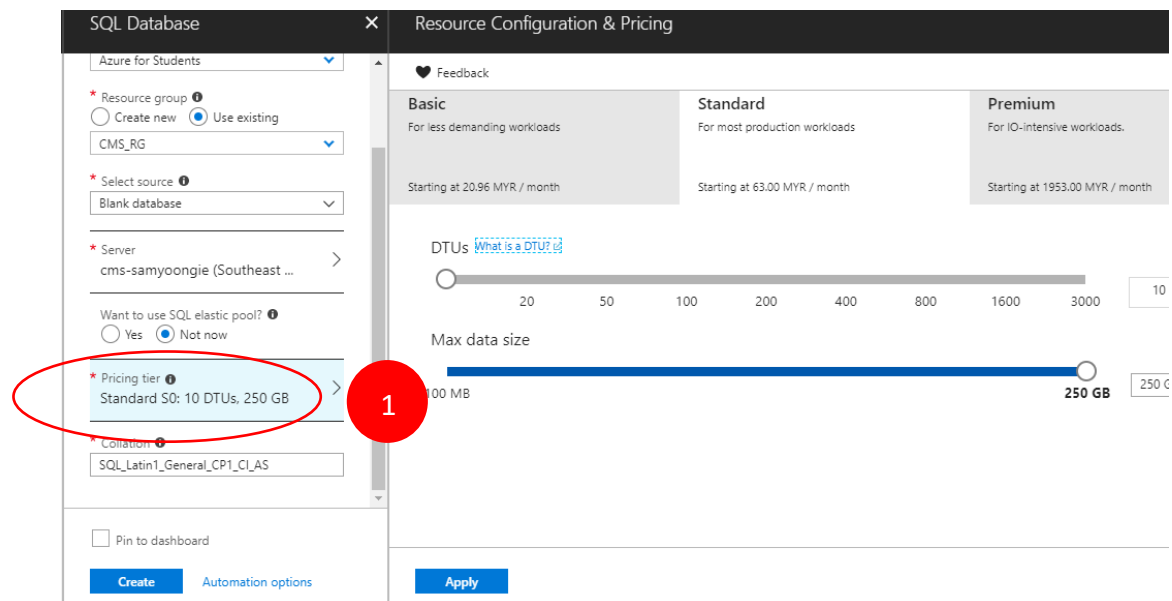 SQL Database
Azure for Students
* Resource group
Create new Use existing
CMS_RG
* Select source
Blank database
* Server
cms-samyoongie (Southeast ...
Want to use SQL elastic pool?
Yes Not now
* Pricing tier
Standard S0: 10 DTUs, 250 GB
1
* Collation
SQL_Latin1_General_CP1_CI_AS
Pin to dashboard
Create Automation options
Resource Configuration & Pricing
Feedback
Basic
For less demanding workloads
Starting at 20.96 MYR / month
Standard
For most production workloads
Starting at 63.00 MYR / month
Premium
For IO-intensive workloads.
Starting at 1953.00 MYR / month
DTUs What is a DTU?
20 50 100 200 400 800 1600 3000
10
Max data size
100 MB 250 GB
250 G
Apply